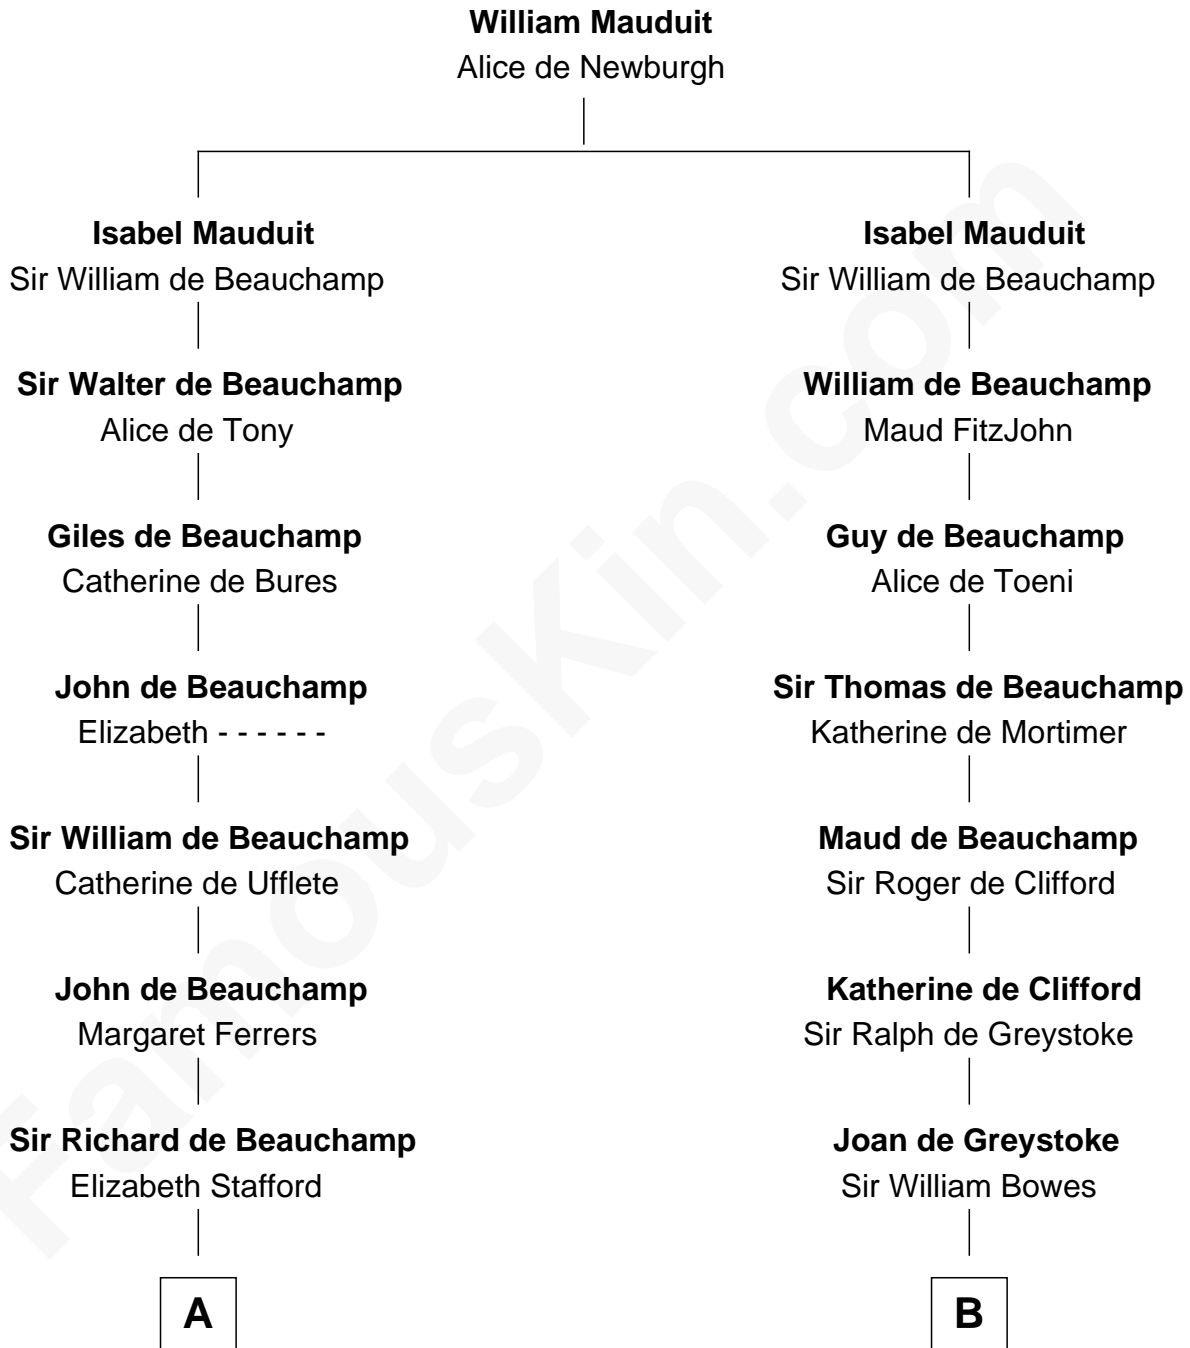 William Mauduit
Alice de Newburgh
Isabel Mauduit
Sir William de Beauchamp
Isabel Mauduit
Sir William de Beauchamp
Sir Walter de Beauchamp
Alice de Tony
William de Beauchamp
Maud FitzJohn
Giles de Beauchamp
Catherine de Bures
Guy de Beauchamp
Alice de Toeni
John de Beauchamp
Elizabeth - - - - - -
Sir Thomas de Beauchamp
Katherine de Mortimer
Sir William de Beauchamp
Catherine de Ufflete
Maud de Beauchamp
Sir Roger de Clifford
John de Beauchamp
Margaret Ferrers
Katherine de Clifford
Sir Ralph de Greystoke
Sir Richard de Beauchamp
Elizabeth Stafford
Joan de Greystoke
Sir William Bowes
A
B
FamousKin.com